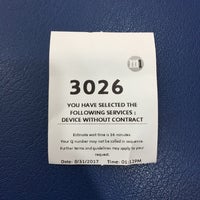 m1
3026
YOU HAVE SELECTED THE
FOLLOWING SERVICES :
DEVICE WITHOUT CONTRACT
Estimate wait time is 36 minutes
Your Q number may not be called in sequence.
Further terms and guidelines may apply to your
request.
Date: 8/31/2017 Time: 01:12PM